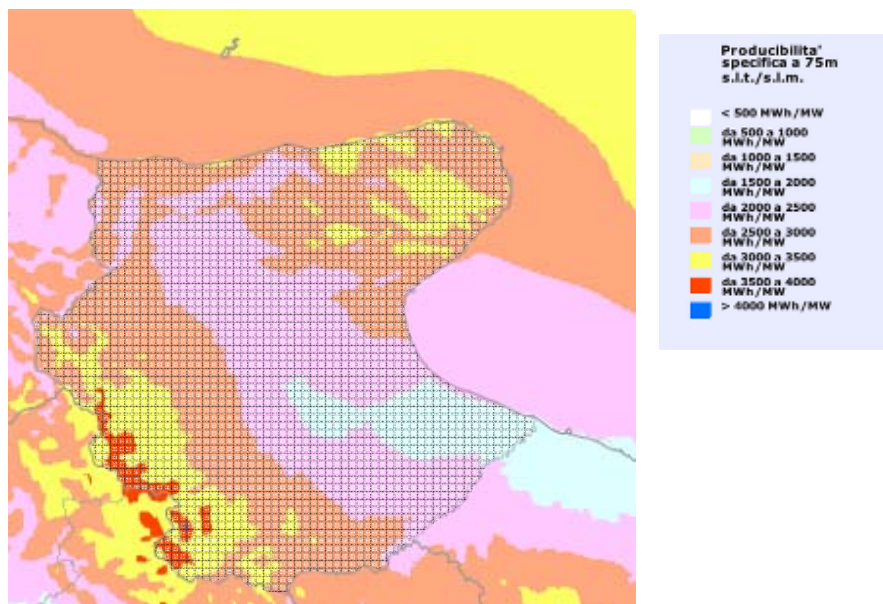 Producibilita'
specifica a 75m
s.l.t./s.l.m.
< 500 MWh/MW
da 500 a 1000
MWh/MW
da 1000 a 1500
MWh/MW
da 1500 a 2000
MWh/MW
da 2000 a 2500
MWh/MW
da 2500 a 3000
MWh/MW
da 3000 a 3500
MWh/MW
da 3500 a 4000
MWh/MW
> 4000 MWh/MW